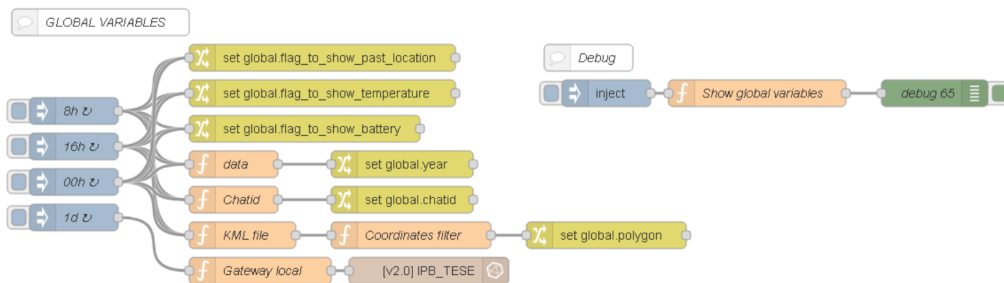 GLOBAL VARIABLES
set global.flag_to_show_past_location
Debug
set global.flag_to_show_temperature
inject
Show global variables
debug 65
8h ↻
set global.flag_to_show_battery
16h ↻
data
set global.year
00h ↻
Chatid
set global.chatid
1d ↻
KML file
Coordinates filter
set global.polygon
Gateway local
[v2.0] IPB_TESE